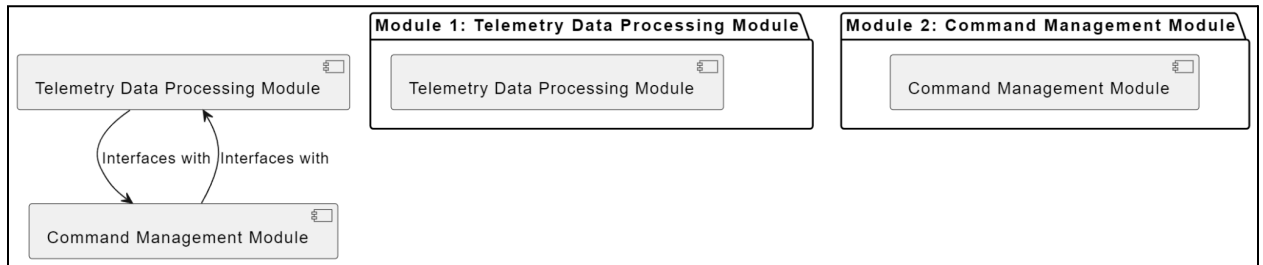 Module 1: Telemetry Data Processing Module
Module 2: Command Management Module
Telemetry Data Processing Module
Telemetry Data Processing Module
Command Management Module
Interfaces with
Interfaces with
Command Management Module